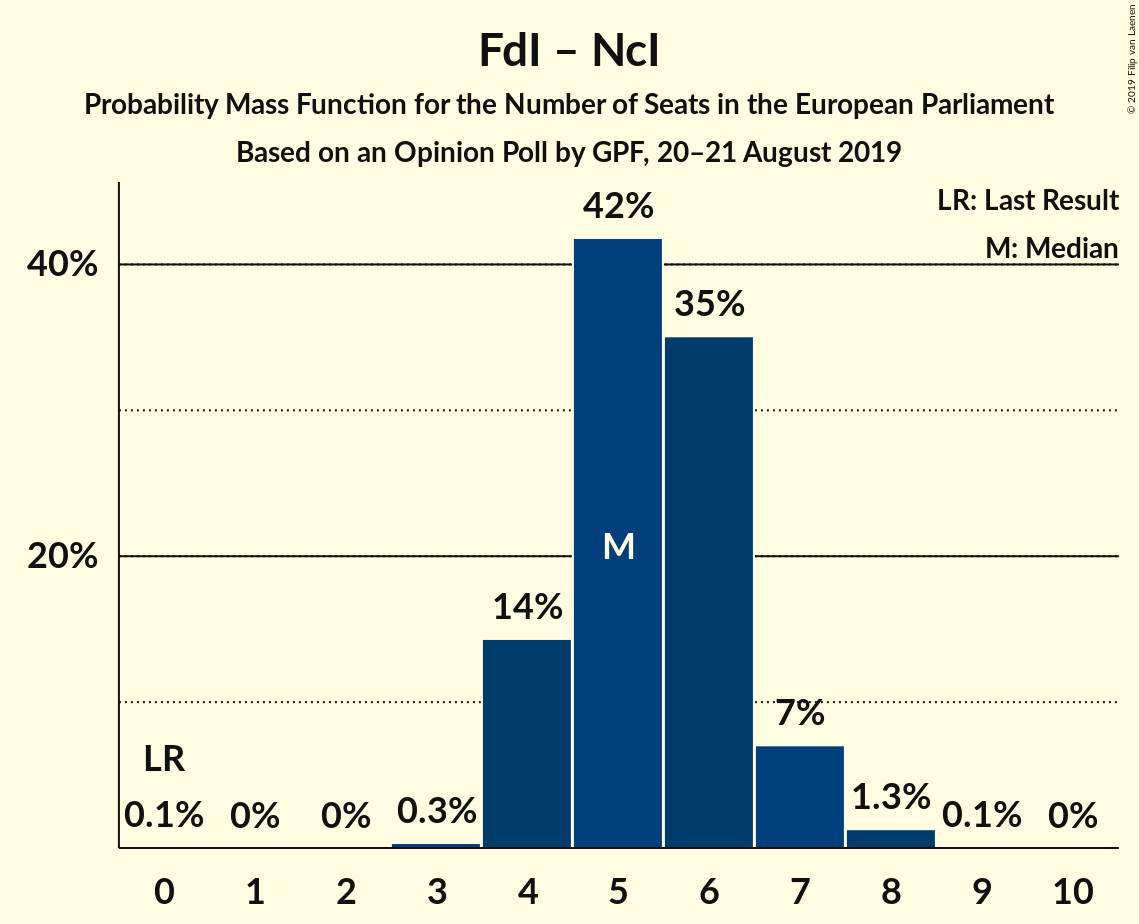 FdI – NcI
Probability Mass Function for the Number of Seats in the European Parliament
Based on an Opinion Poll by GPF, 20–21 August 2019
© 2019 Filip van Laenen
LR: Last Result
M: Median
42%
40%
35%
M
20%
14%
7%
LR
0.1% 0% 0% 0.3% 1.3% 0.1% 0%
0 1 2 3 4 5 6 7 8 9 10